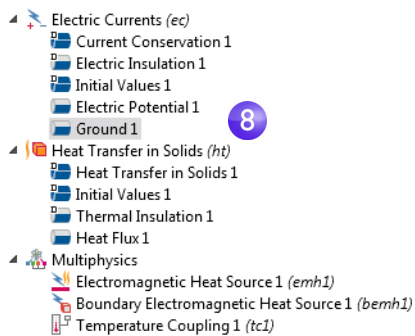 Electric Currents (ec)
Current Conservation 1
Electric Insulation 1
Initial Values 1
Electric Potential 1
Ground 1
8
Heat Transfer in Solids (ht)
Heat Transfer in Solids 1
Initial Values 1
Thermal Insulation 1
Heat Flux 1
Multiphysics
Electromagnetic Heat Source 1 (emh1)
Boundary Electromagnetic Heat Source 1 (bemh1)
Temperature Coupling 1 (tc1)